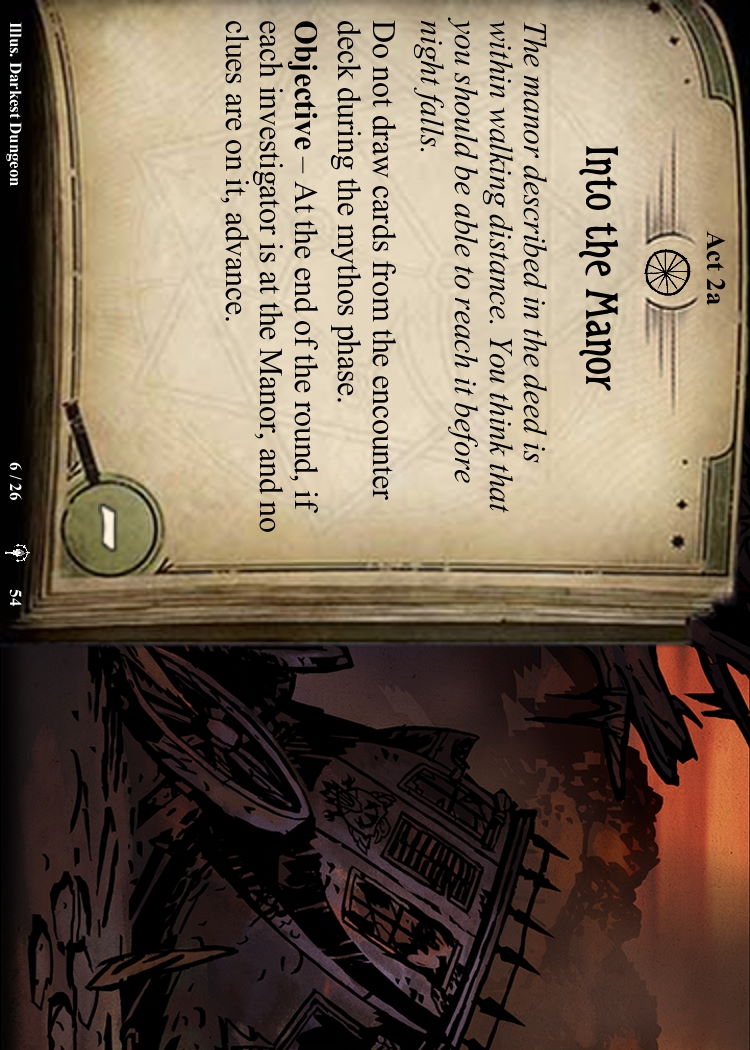 Act 2a
Into the Manor
The manor described in the deed is
within walking distance. You think that
you should be able to reach it before
night falls.
Do not draw cards from the encounter
deck during the mythos phase.
Objective – At the end of the round, if
each investigator is at the Manor, and no
clues are on it, advance.
–
Illus. Darkest Dungeon
6 / 26
54